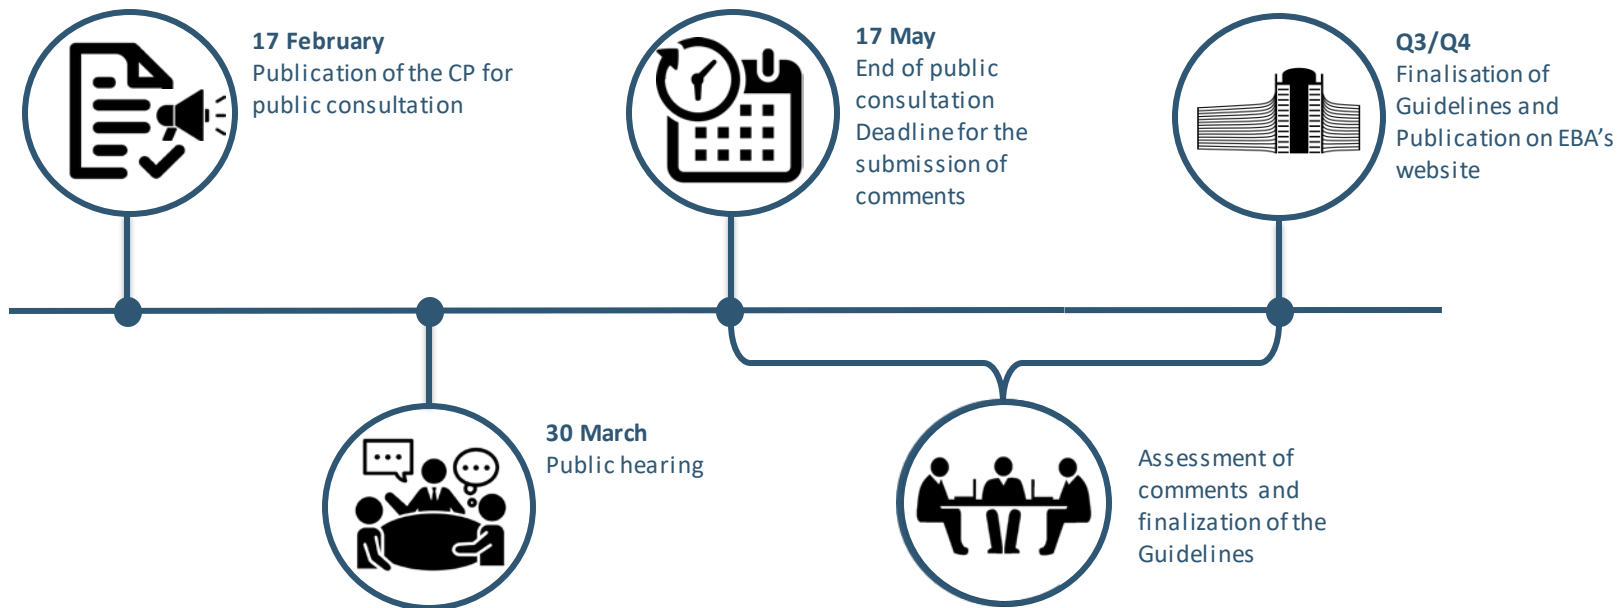 17 February
Publication of the CP for
public consultation
30 March
Public hearing
17 May
End of public
consultation
Deadline for the
submission of
comments
Assessment of
comments and
finalization of the
Guidelines
Q3/Q4
Finalisation of
Guidelines and
Publication on EBA's
website